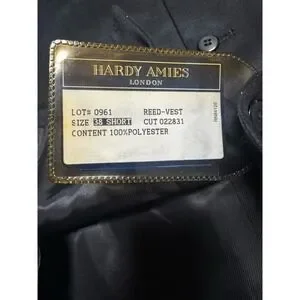 HARDY AMIES
LONDON
LOT# 0961 REED-VEST
SIZE 38 SHORT CUT 022831
CONTENT 100%POLYESTER